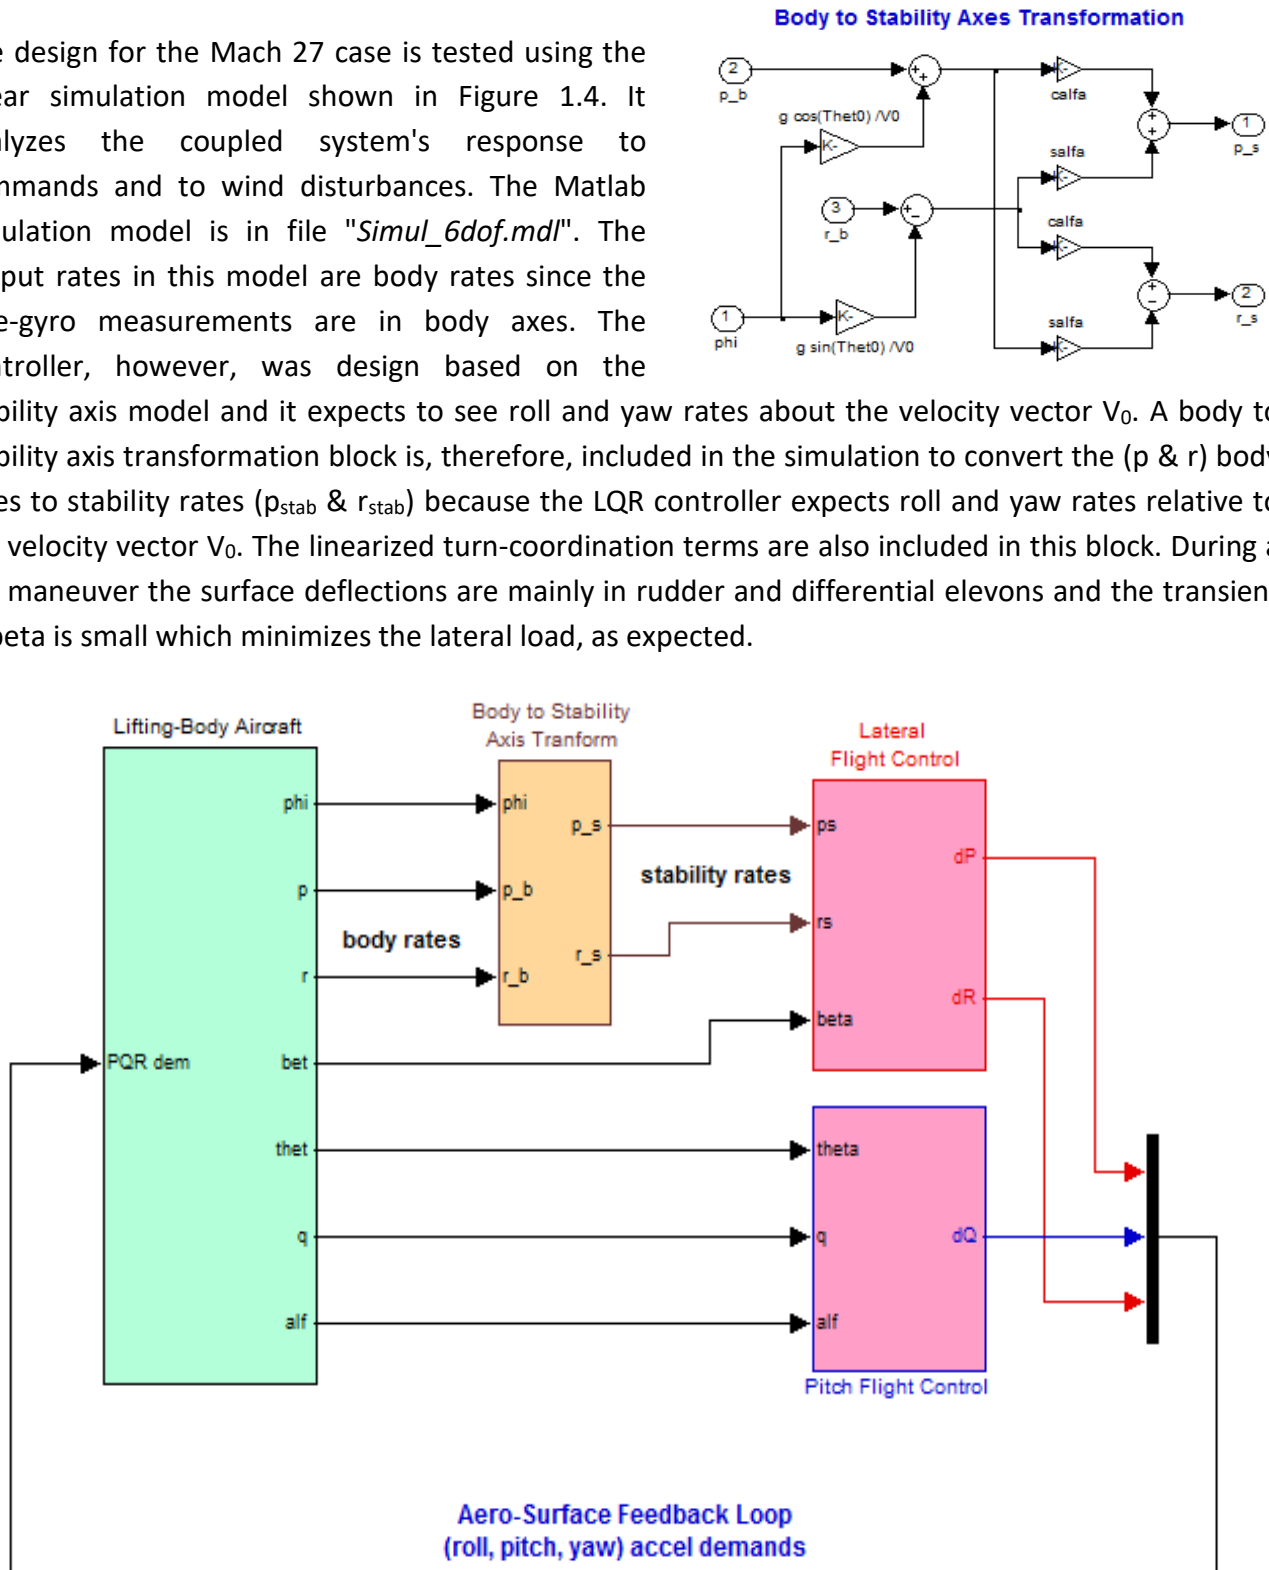 Body to Stability Axes Transformation
e design for the Mach 27 case is tested using the
ear simulation model shown in Figure 1.4. It
alyzes the coupled system's response to
mmands and to wind disturbances. The Matlab
ulation model is in file "Simul_6dof.mdl". The
put rates in this model are body rates since the
e-gyro measurements are in body axes. The
ntroller, however, was design based on the
2
p_b
g cos(Thet0) /V0
K-
3
r_b
1
phi
K-
g sin(Thet0) /V0
calfa
salfa
calfa
salfa
1
p_s
2
r_s
bility axis model and it expects to see roll and yaw rates about the velocity vector V0. A body to
bility axis transformation block is, therefore, included in the simulation to convert the (p & r) body
es to stability rates (pstab & rstab) because the LQR controller expects roll and yaw rates relative to
velocity vector V0. The linearized turn-coordination terms are also included in this block. During a
maneuver the surface deflections are mainly in rudder and differential elevons and the transien
beta is small which minimizes the lateral load, as expected.
Lifting-Body Aircraft
Body to Stability
Axis Tranform
Lateral
Flight Control
phi
phi
p_s
ps
dP
stability rates
p
p_b
body rates
rs
r_s
r
r_b
dR
beta
PQR dem
bet
thet
theta
q
q
dQ
alf
alf
Pitch Flight Control
Aero-Surface Feedback Loop
(roll, pitch, yaw) accel demands